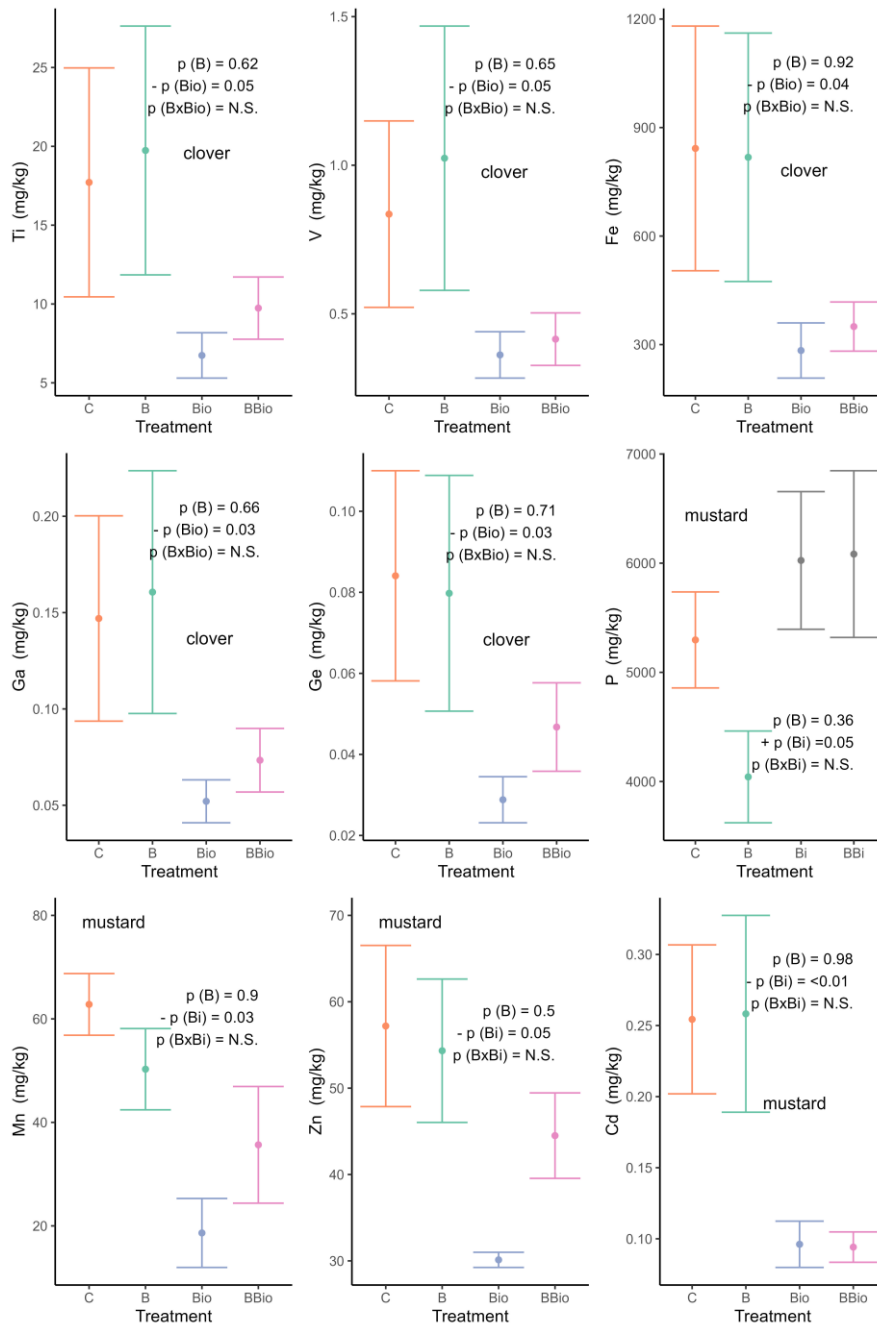 Ti (mg/kg)
25
20
15
10
5
p (B) = 0.62
- p (Bio) = 0.05
p (BxBio) = N.S.
clover
C B Bio BBio
Treatment
V (mg/kg)
1.5
1.0
0.5
p (B) = 0.65
- p (Bio) = 0.05
p (BxBio) = N.S.
clover
C B Bio BBio
Treatment
Fe (mg/kg)
1200
900
600
300
p (B) = 0.92
- p (Bio) = 0.04
p (BxBio) = N.S.
clover
C B Bio BBio
Treatment
Ga (mg/kg)
0.20
0.15
0.10
0.05
p (B) = 0.66
- p (Bio) = 0.03
p (BxBio) = N.S.
clover
C B Bio BBio
Treatment
Ge (mg/kg)
0.10
0.08
0.06
0.04
0.02
p (B) = 0.71
- p (Bio) = 0.03
p (BxBio) = N.S.
clover
C B Bio BBio
Treatment
P (mg/kg)
7000
6000
5000
4000
mustard
p (B) = 0.36
+ p (Bi) =0.05
p (BxBi) = N.S.
C B Bi BBi
Treatment
Mn (mg/kg)
80
60
40
20
mustard
p (B) = 0.9
- p (Bi) = 0.03
p (BxBi) = N.S.
C B Bio BBio
Treatment
Zn (mg/kg)
70
60
50
40
30
mustard
p (B) = 0.5
- p (Bi) = 0.05
p (BxBi) = N.S.
C B Bio BBio
Treatment
Cd (mg/kg)
0.30
0.25
0.20
0.15
0.10
p (B) = 0.98
- p (Bi) = <0.01
p (BxBi) = N.S.
mustard
C B Bio BBio
Treatment